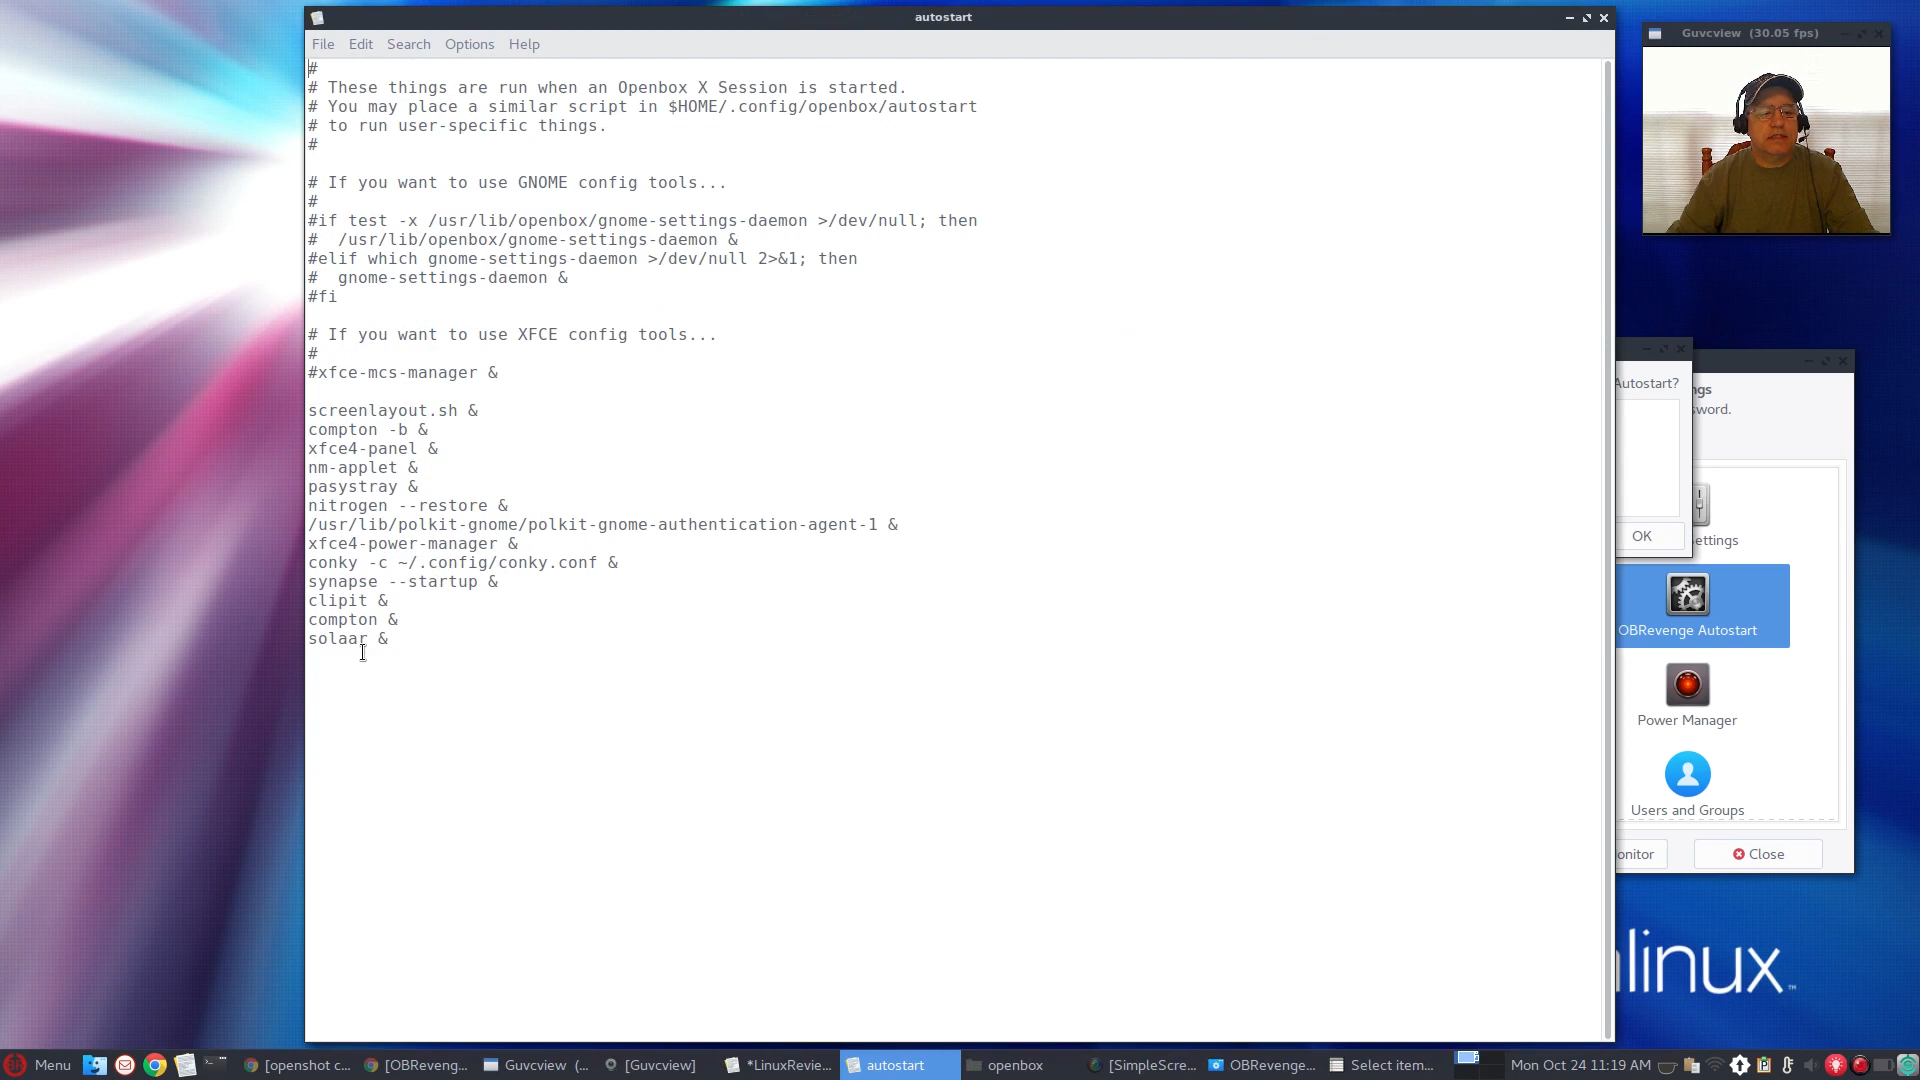 autostart
File Edit Search Options Help
#
# These things are run when an Openbox X Session is started.
# You may place a similar script in $HOME/.config/openbox/autostart
# to run user-specific things.
#
# If you want to use GNOME config tools...
#
#if test -x /usr/lib/openbox/gnome-settings-daemon >/dev/null; then
#  /usr/lib/openbox/gnome-settings-daemon &
#elif which gnome-settings-daemon >/dev/null 2>&1; then
#  gnome-settings-daemon &
#fi
# If you want to use XFCE config tools...
#
#xfce-mcs-manager &
screenlayout.sh &
compton -b &
xfce4-panel &
nm-applet &
pasystray &
nitrogen --restore &
/usr/lib/polkit-gnome/polkit-gnome-authentication-agent-1 &
xfce4-power-manager &
conky -c ~/.config/conky.conf &
synapse --startup &
clipit &
compton &
solaar &
Guvcview (30.05 fps)
Autostart?
OK
ngs
sword.
ettings
OBRevenge Autostart
Power Manager
Users and Groups
onitor
Close
linux™
Menu [openshot c... [OBReveng... Guvcview (... [Guvcview] *LinuxRevie... autostart openbox [SimpleScre... OBRevenge... Select item... Mon Oct 24 11:19 AM